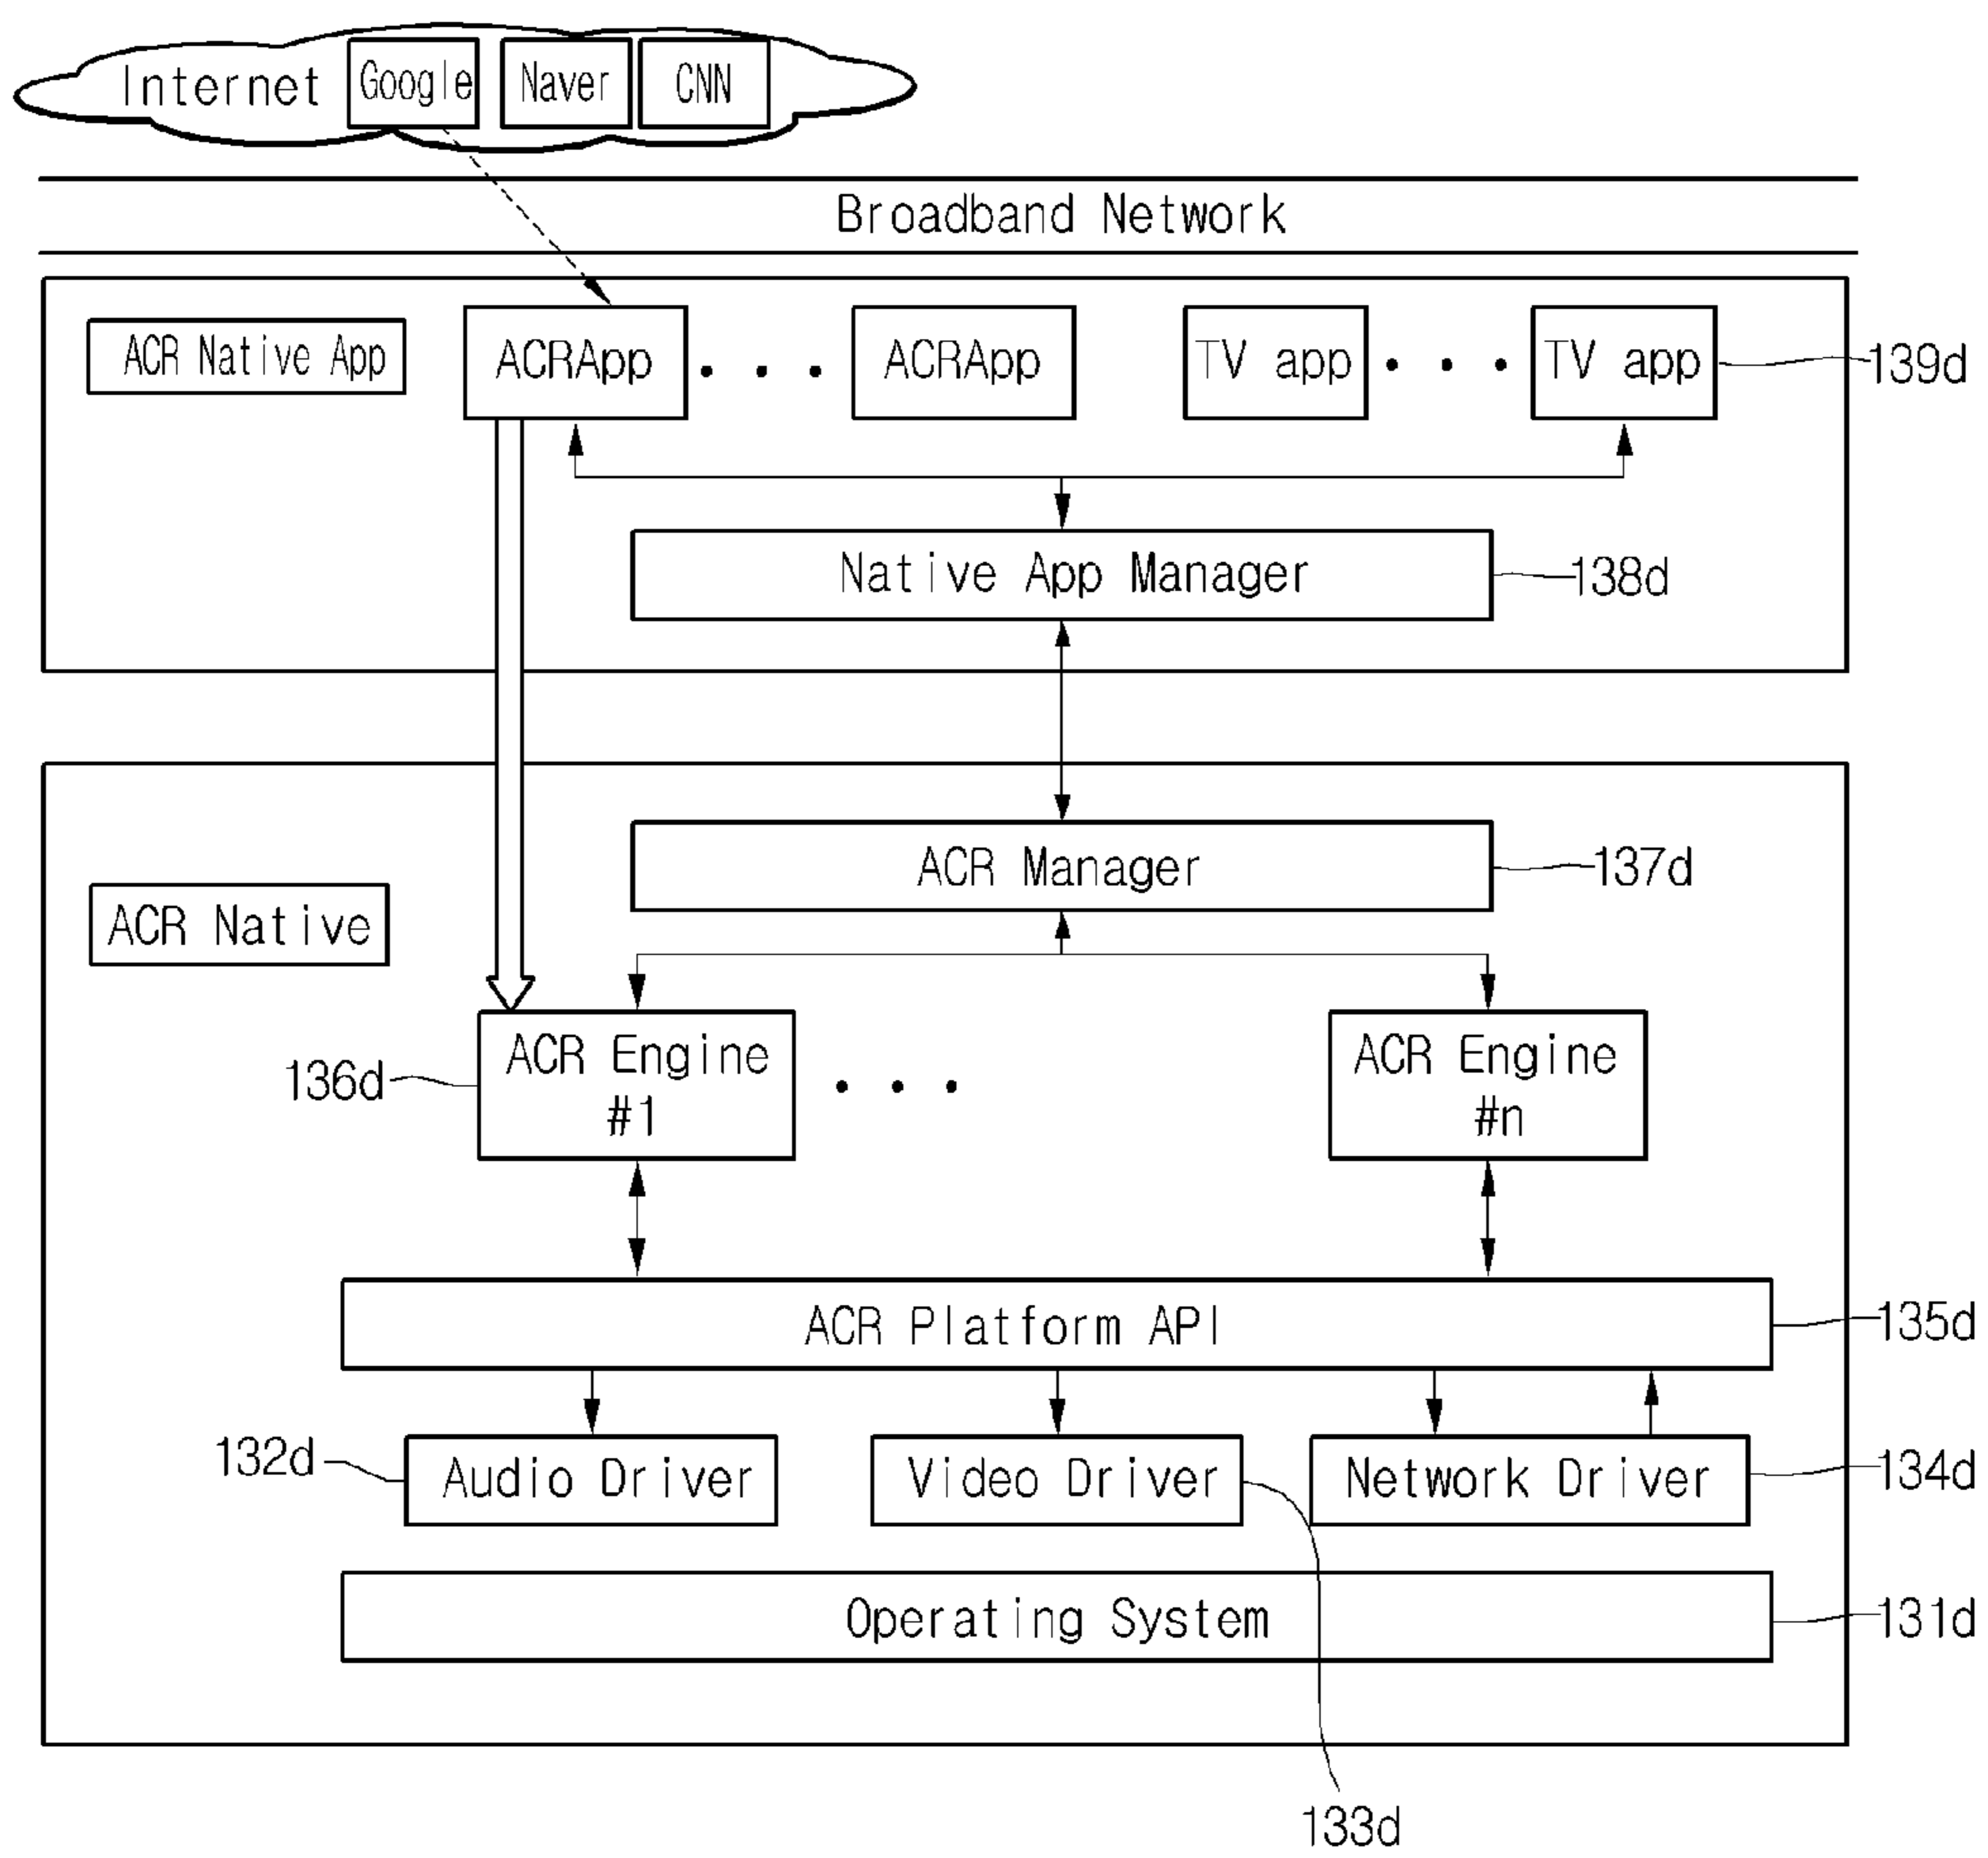 Internet Google Naver CNN
Broadband Network
ACR Native App ACRApp ACRApp TV app TV app 139d
Native App Manager 138d
ACR Manager 137d
ACR Native
136d ACR Engine #1
ACR Engine #n
ACR Platform API 135d
132d Audio Driver Video Driver Network Driver 134d
Operating System 131d
133d